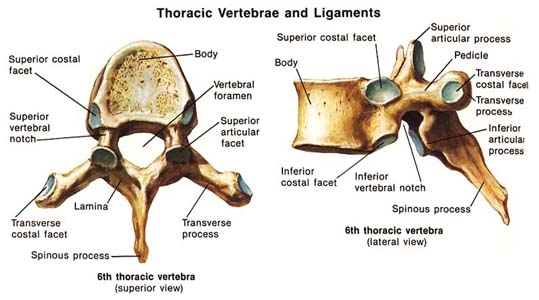 Thoracic Vertebrae and Ligaments
Superior costal
facet
Body
Vertebral
foramen
Superior
vertebral
notch
Superior
articular
facet
Lamina
Transverse
costal facet
Transverse
process
Spinous process
6th thoracic vertebra
(superior view)
Superior costal facet
Superior
articular process
Body
Pedicle
Transverse
costal facet
Transverse
process
Inferior
articular
process
Inferior
costal facet
Inferior
vertebral notch
Spinous process
6th thoracic vertebra
(lateral view)